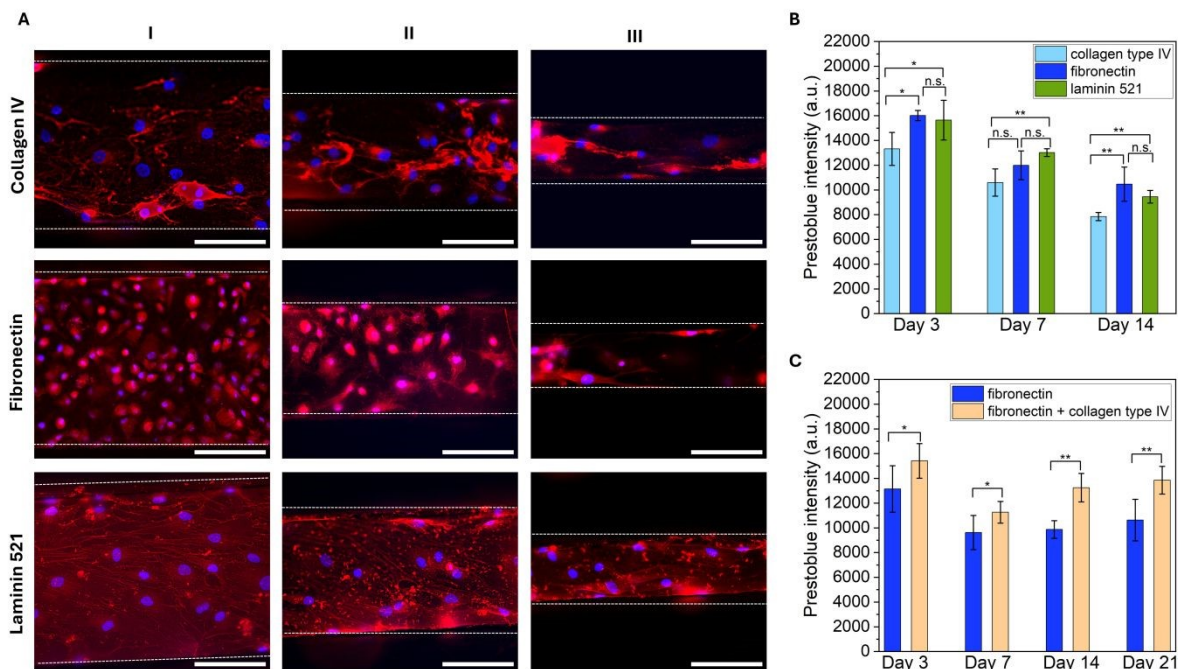 A
I II III
Collagen IV
Fibronectin
Laminin 521
B
22000
20000
18000
16000
14000
12000
10000
8000
6000
4000
2000
0
Prestoblue intensity (a.u.)
collagen type IV
fibronectin
laminin 521
*
* n.s.
**
n.s. n.s.
**
** n.s.
Day 3 Day 7 Day 14
C
22000
20000
18000
16000
14000
12000
10000
8000
6000
4000
2000
0
Prestoblue intensity (a.u.)
fibronectin
fibronectin + collagen type IV
* * ** **
Day 3 Day 7 Day 14 Day 21